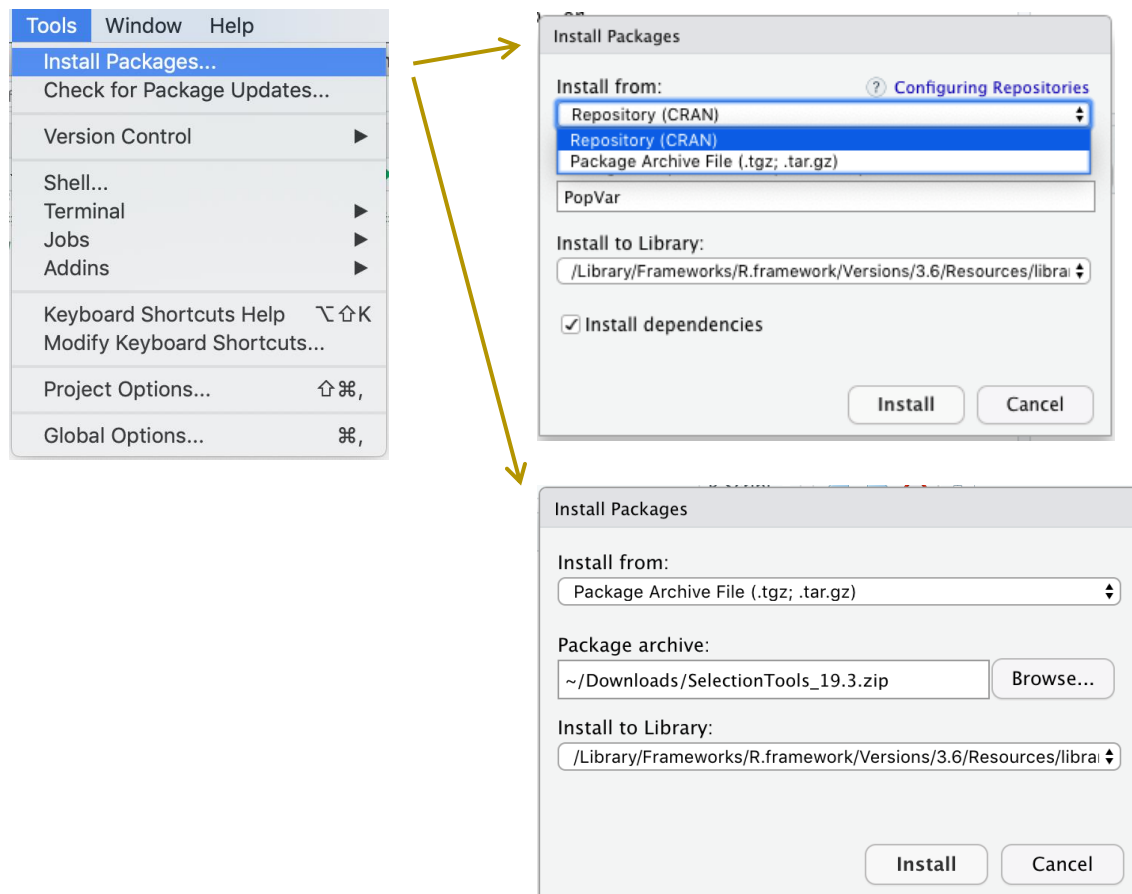 Tools Window Help
Install Packages...
Check for Package Updates...
Version Control
Shell...
Terminal
Jobs
Addins
Keyboard Shortcuts Help ⌥⇧K
Modify Keyboard Shortcuts...
Project Options... ⇧⌘,
Global Options... ⌘,
Install Packages
Install from: ? Configuring Repositories
Repository (CRAN)
Repository (CRAN)
Package Archive File (.tgz; .tar.gz)
PopVar
Install to Library:
/Library/Frameworks/R.framework/Versions/3.6/Resources/libra
Install dependencies
Install Cancel
Install Packages
Install from:
Package Archive File (.tgz; .tar.gz)
Package archive:
~/Downloads/SelectionTools_19.3.zip Browse...
Install to Library:
/Library/Frameworks/R.framework/Versions/3.6/Resources/libra
Install Cancel